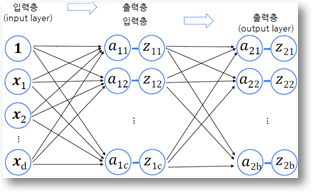 입력층
(input layer)
출력층
입력층
출력층
(output layer)
1
a11
z11
a21
z21
x1
a12
z12
a22
z22
x2
⋮
⋮
⋮
xd
a1c
z1c
a2b
z2b